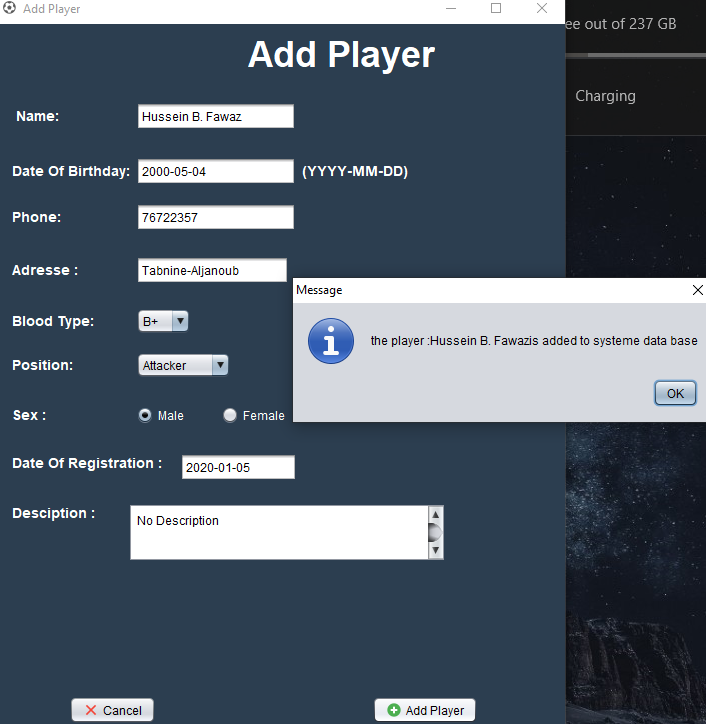 Add Player
ee out of 237 GB
Add Player
Charging
Name: Hussein B. Fawaz
Date Of Birthday: 2000-05-04 (YYYY-MM-DD)
Phone: 76722357
Adresse : Tabnine-Aljanoub
Message
Blood Type: B+
the player :Hussein B. Fawazis added to systeme data base
Position: Attacker
OK
Sex : Male Female
Date Of Registration : 2020-01-05
Desciption : No Description
Cancel Add Player